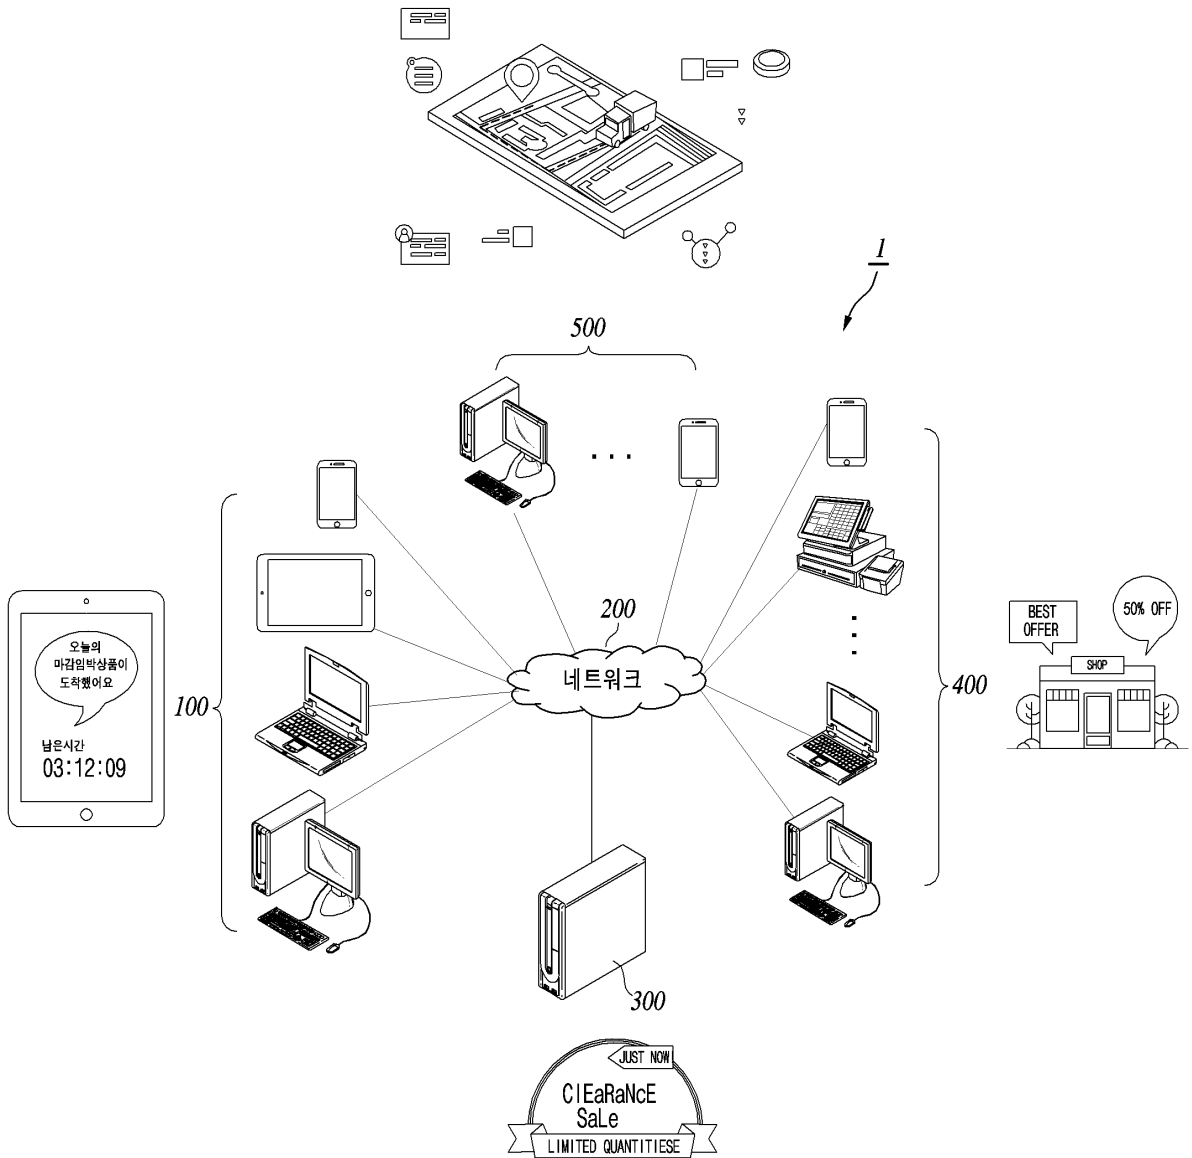 1
500
200
네트워크
100
오늘의
마감임박상품이
도착했어요
남은시간
03:12:09
400
BEST
OFFER
50% OFF
SHOP
300
JUST NOW
ClEaRaNcE
SaLe
LIMITED QUANTITIESE